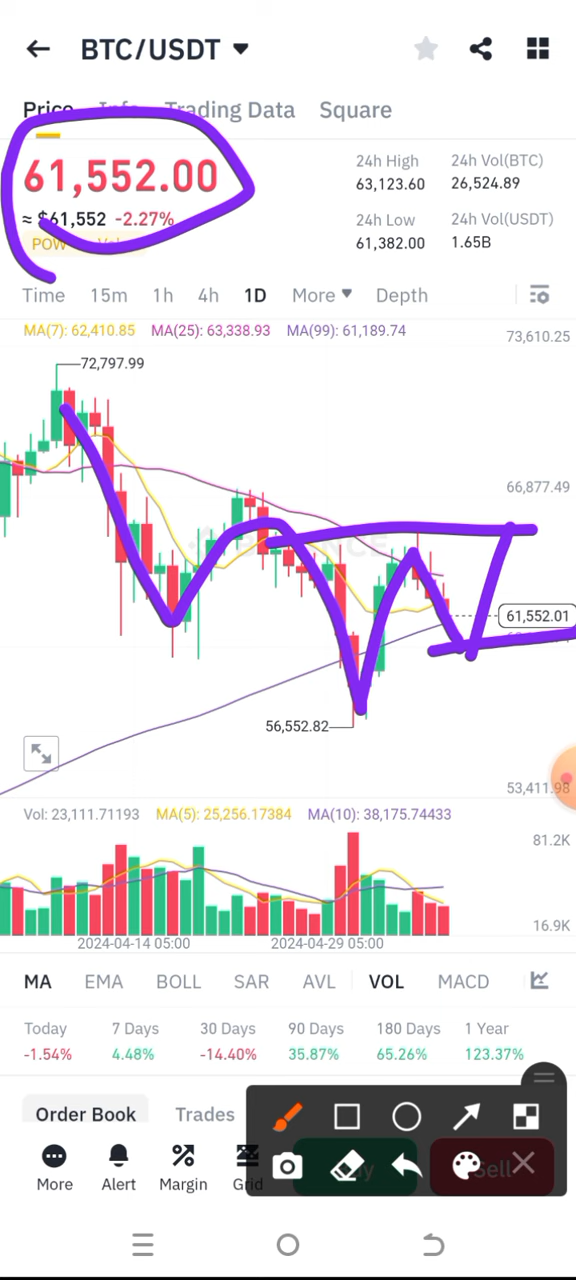 BTC/USDT
Price Info Trading Data Square
61,552.00
≈ $61,552 -2.27%
POW
24h High
63,123.60
24h Vol(BTC)
26,524.89
24h Low
61,382.00
24h Vol(USDT)
1.65B
Time 15m 1h 4h 1D More Depth
MA(7): 62,410.85 MA(25): 63,338.93 MA(99): 61,189.74
73,610.25
72,797.99
66,877.49
BINANCE
61,552.01
56,552.82
53,411.98
Vol: 23,111.71193 MA(5): 25,256.17384 MA(10): 38,175.74433
81.2K
16.9K
2024-04-14 05:00 2024-04-29 05:00
MA EMA BOLL SAR AVL VOL MACD
Today 7 Days 30 Days 90 Days 180 Days 1 Year
-1.54% 4.48% -14.40% 35.87% 65.26% 123.37%
Order Book Trades
More Alert Margin Grid Buy Sell